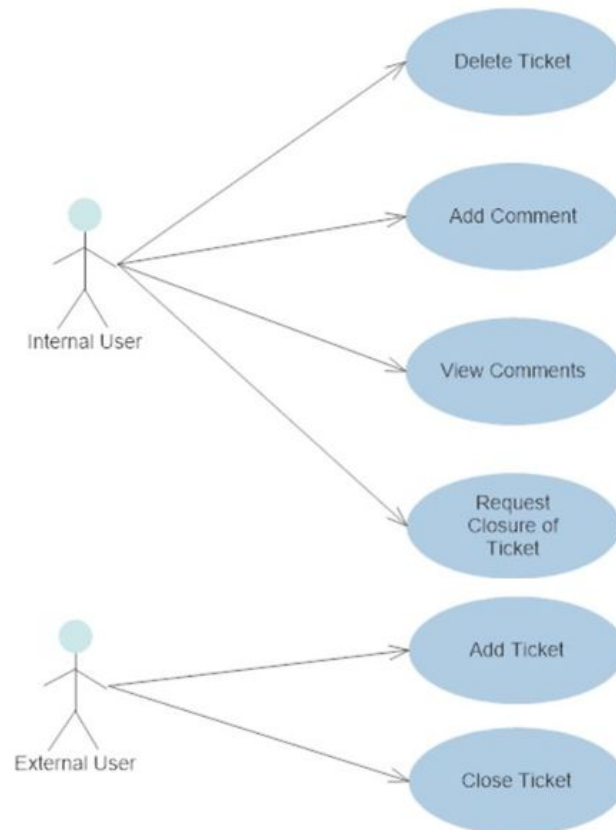 Delete Ticket
Add Comment
Internal User
View Comments
Request
Closure of
Ticket
Add Ticket
External User
Close Ticket